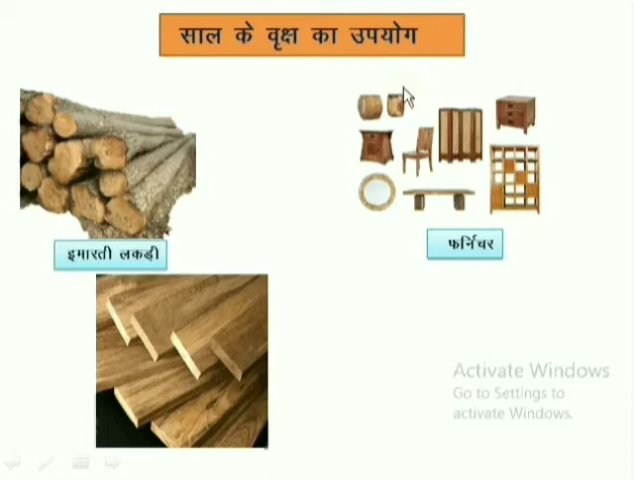 साल के वृक्ष का उपयोग
इमारती लकड़ी
फर्निचर
Activate Windows
Go to Settings to
activate Windows.